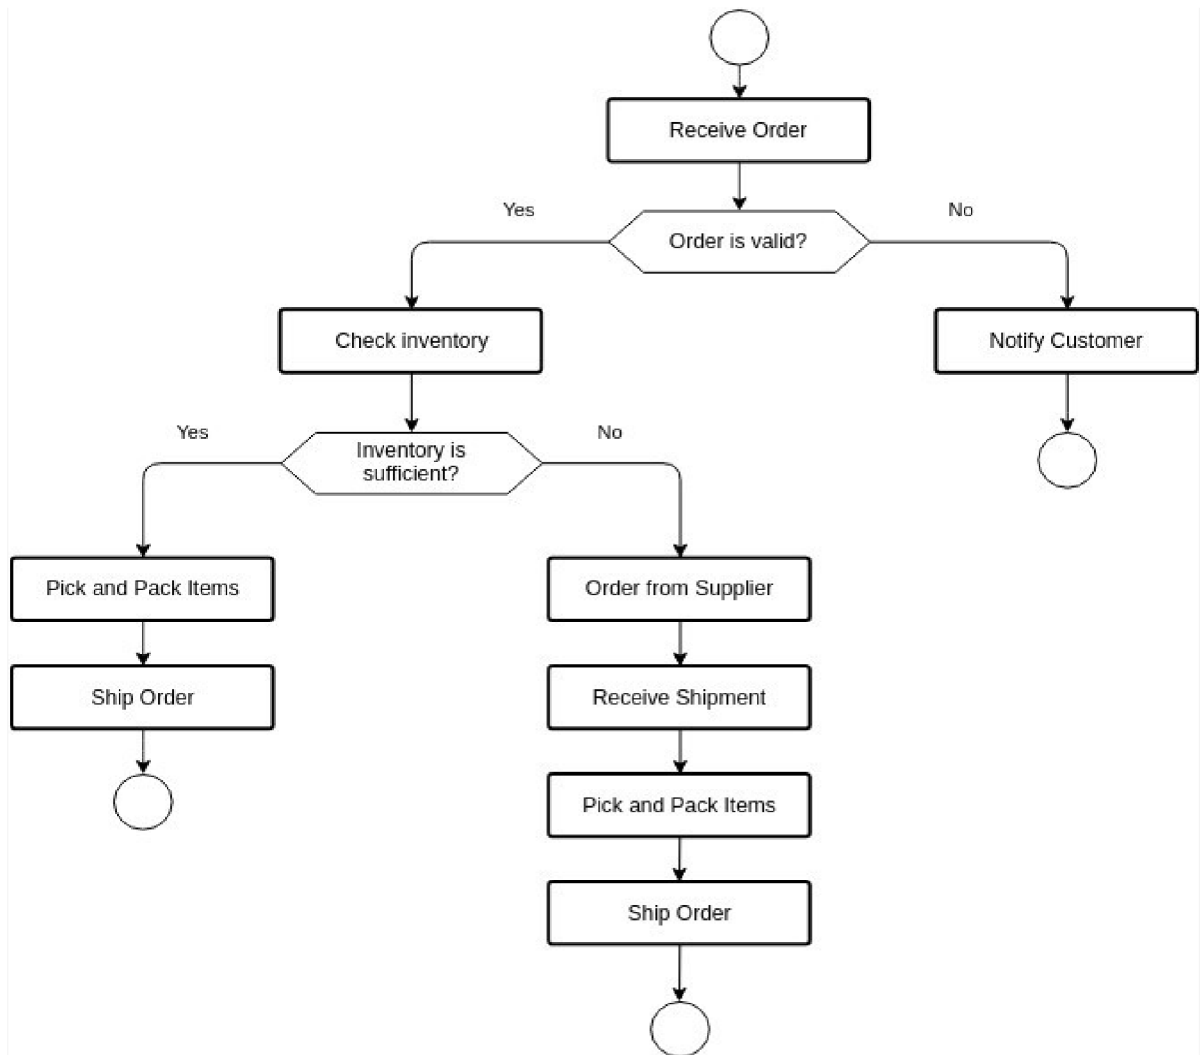 Receive Order
Yes
No
Order is valid?
Check inventory
Notify Customer
Yes
No
Inventory is
sufficient?
Pick and Pack Items
Order from Supplier
Ship Order
Receive Shipment
Pick and Pack Items
Ship Order